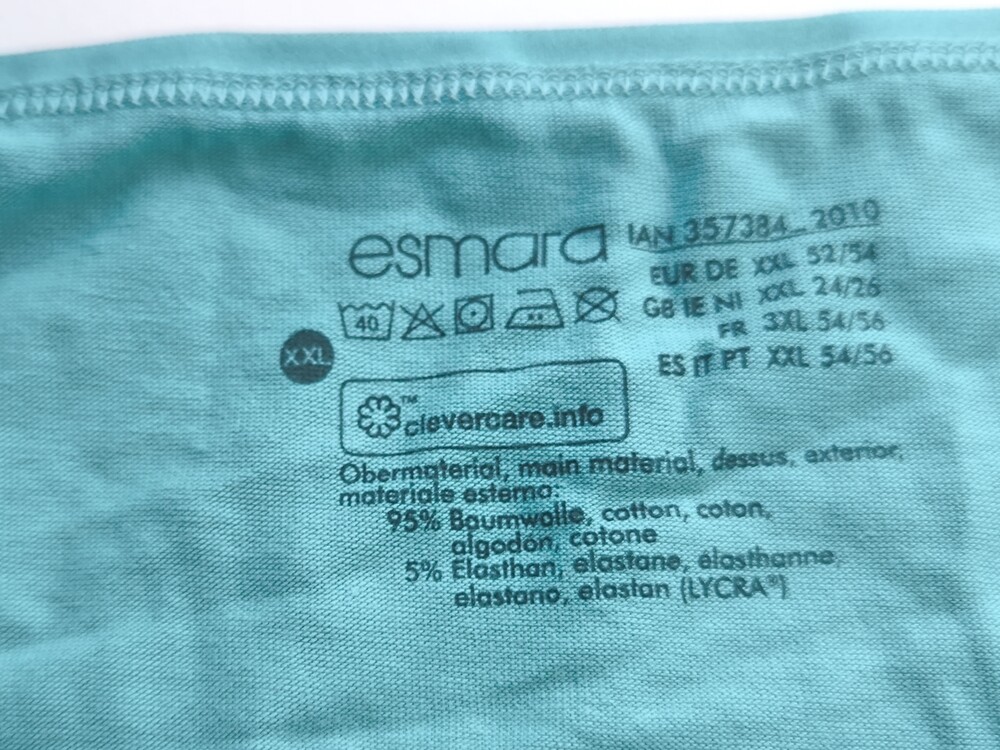 esmara
IAN 357384_2010
EUR DE XXL 52/54
GB IE NI XXL 24/26
FR 3XL 54/56
ES IT PT XXL 54/56
40
XXL
™
clevercare.info
Obermaterial, main material, dessus, exterior,
materiale esterno:
95% Baumwolle, cotton, coton,
algodón, cotone
5% Elasthan, elastane, élasthanne,
elastano, elastan (LYCRA®)